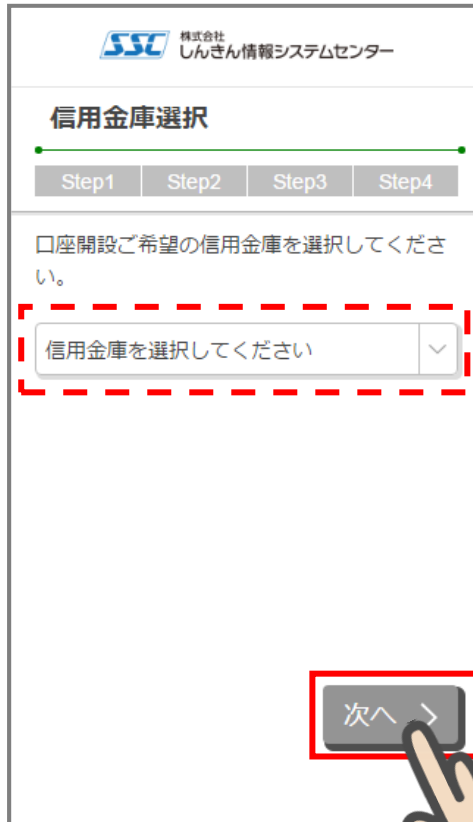 SSC 株式会社
しんきん情報システムセンター
信用金庫選択
Step1 Step2 Step3 Step4
口座開設ご希望の信用金庫を選択してくださ
い。
信用金庫を選択してください
次へ